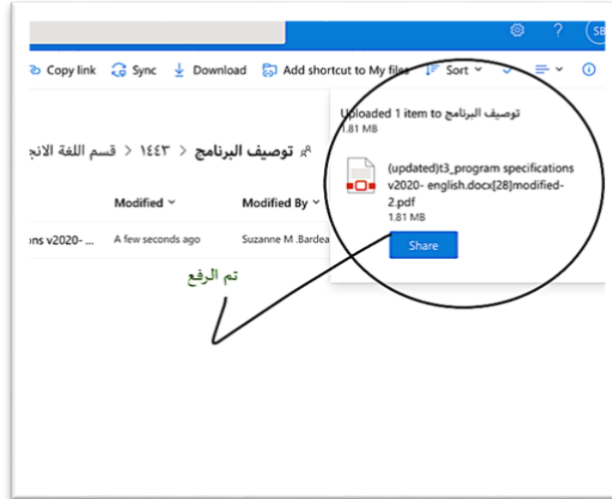 ? SB
Copy link Sync Download Add shortcut to My files Sort
Uploaded 1 item to توصيف البرنامج
1.81 MB
قسم اللغة الانج > ١٤٤٣ > توصيف البرنامج
(updated)t3_program specifications
v2020- english.docx[28]modified-
2.pdf
1.81 MB
Share
Modified Modified By
ons v2020- ... A few seconds ago Suzanne M .Bardea
تم الرفع